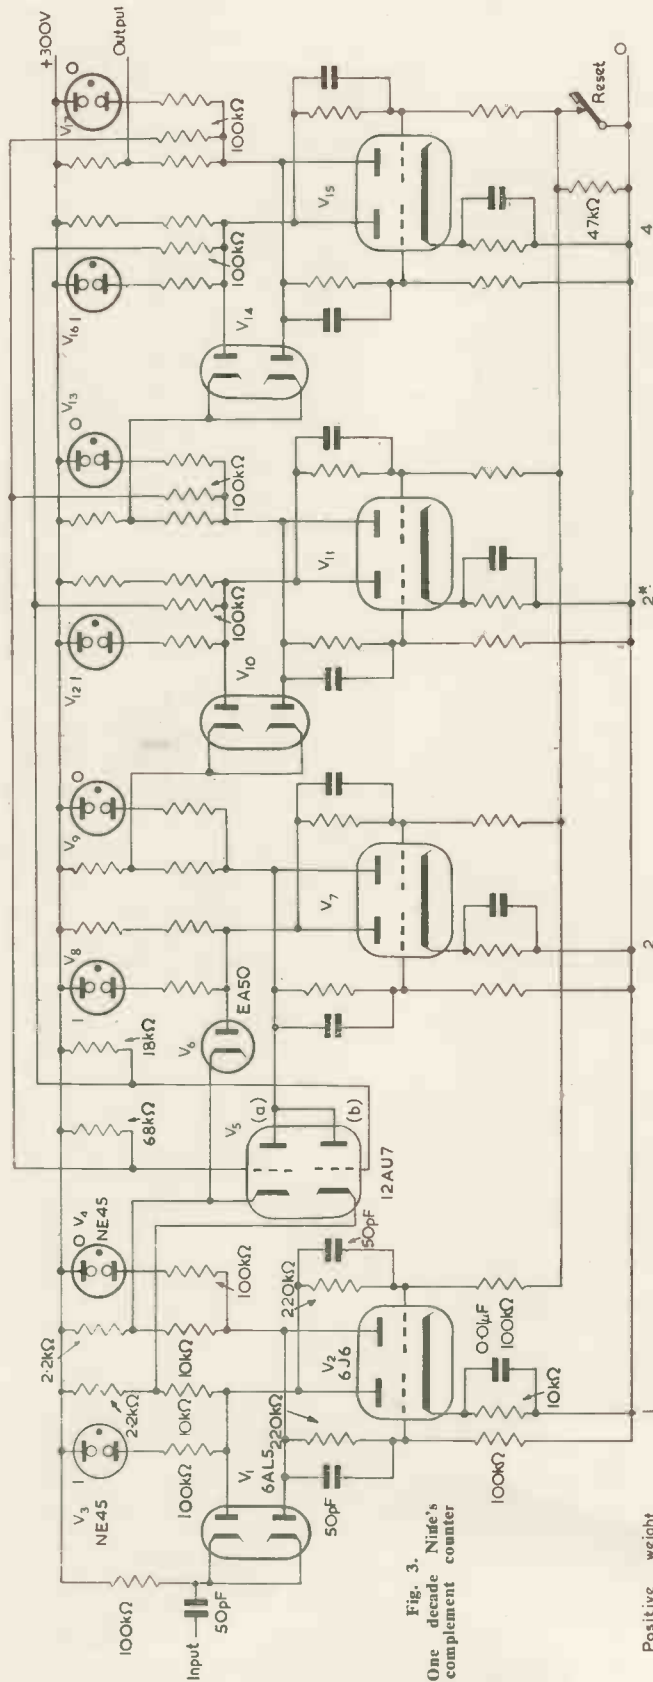 +300V
Output
V17
O
100kΩ
V16
I
100kΩ
V15
V14
Reset
47kΩ
O
4
V13
O
100kΩ
V12
I
100kΩ
V11
V10
2*
V9
O
V8
I
V7
EA50
V6
2
18kΩ
68kΩ
V5
(a)
(b)
12AU7
O
V4
NE45
100kΩ
2·2kΩ
2·2kΩ
10kΩ
10kΩ
50pF
220kΩ
V3
I
NE45
100kΩ
V2
6J6
220kΩ
V1
6AL5
50pF
0·01μF
100kΩ
10kΩ
100kΩ
1
100kΩ
Input
50pF
Fig. 3.
One decade Nine's
complement counter
Positive weight